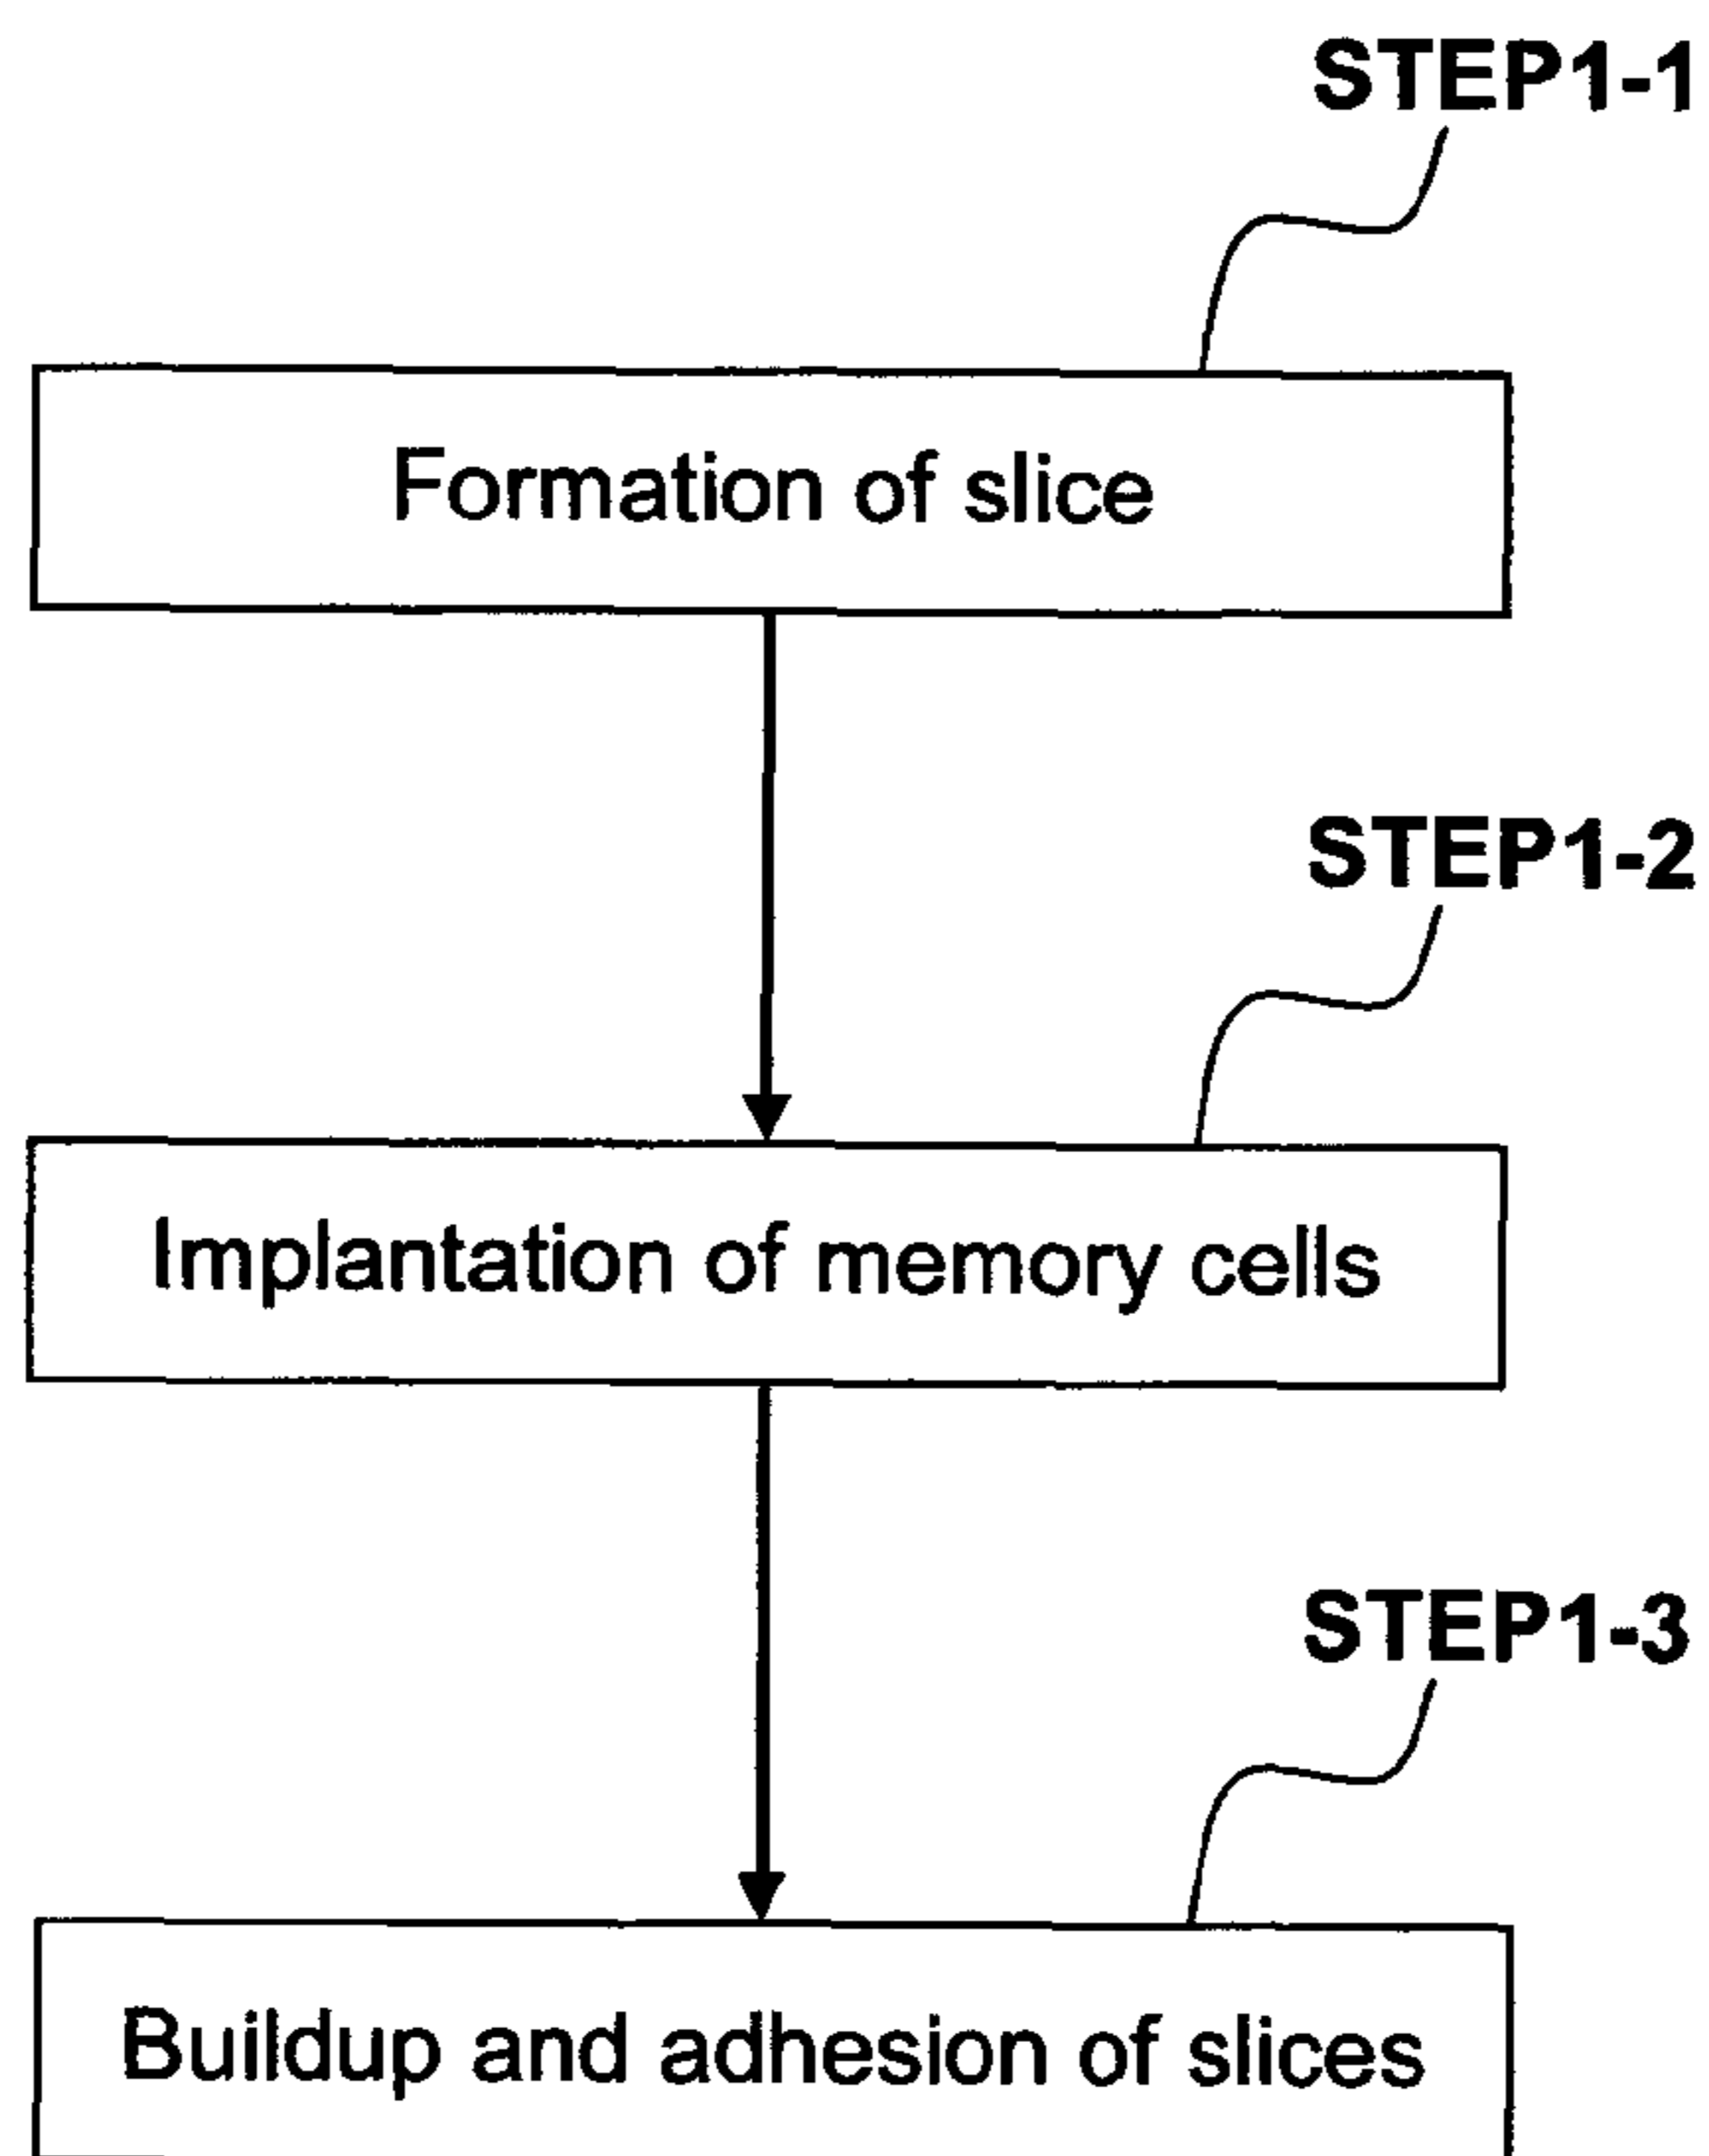 STEP1-1
Formation of slice
STEP1-2
Implantation of memory cells
STEP1-3
Buildup and adhesion of slices